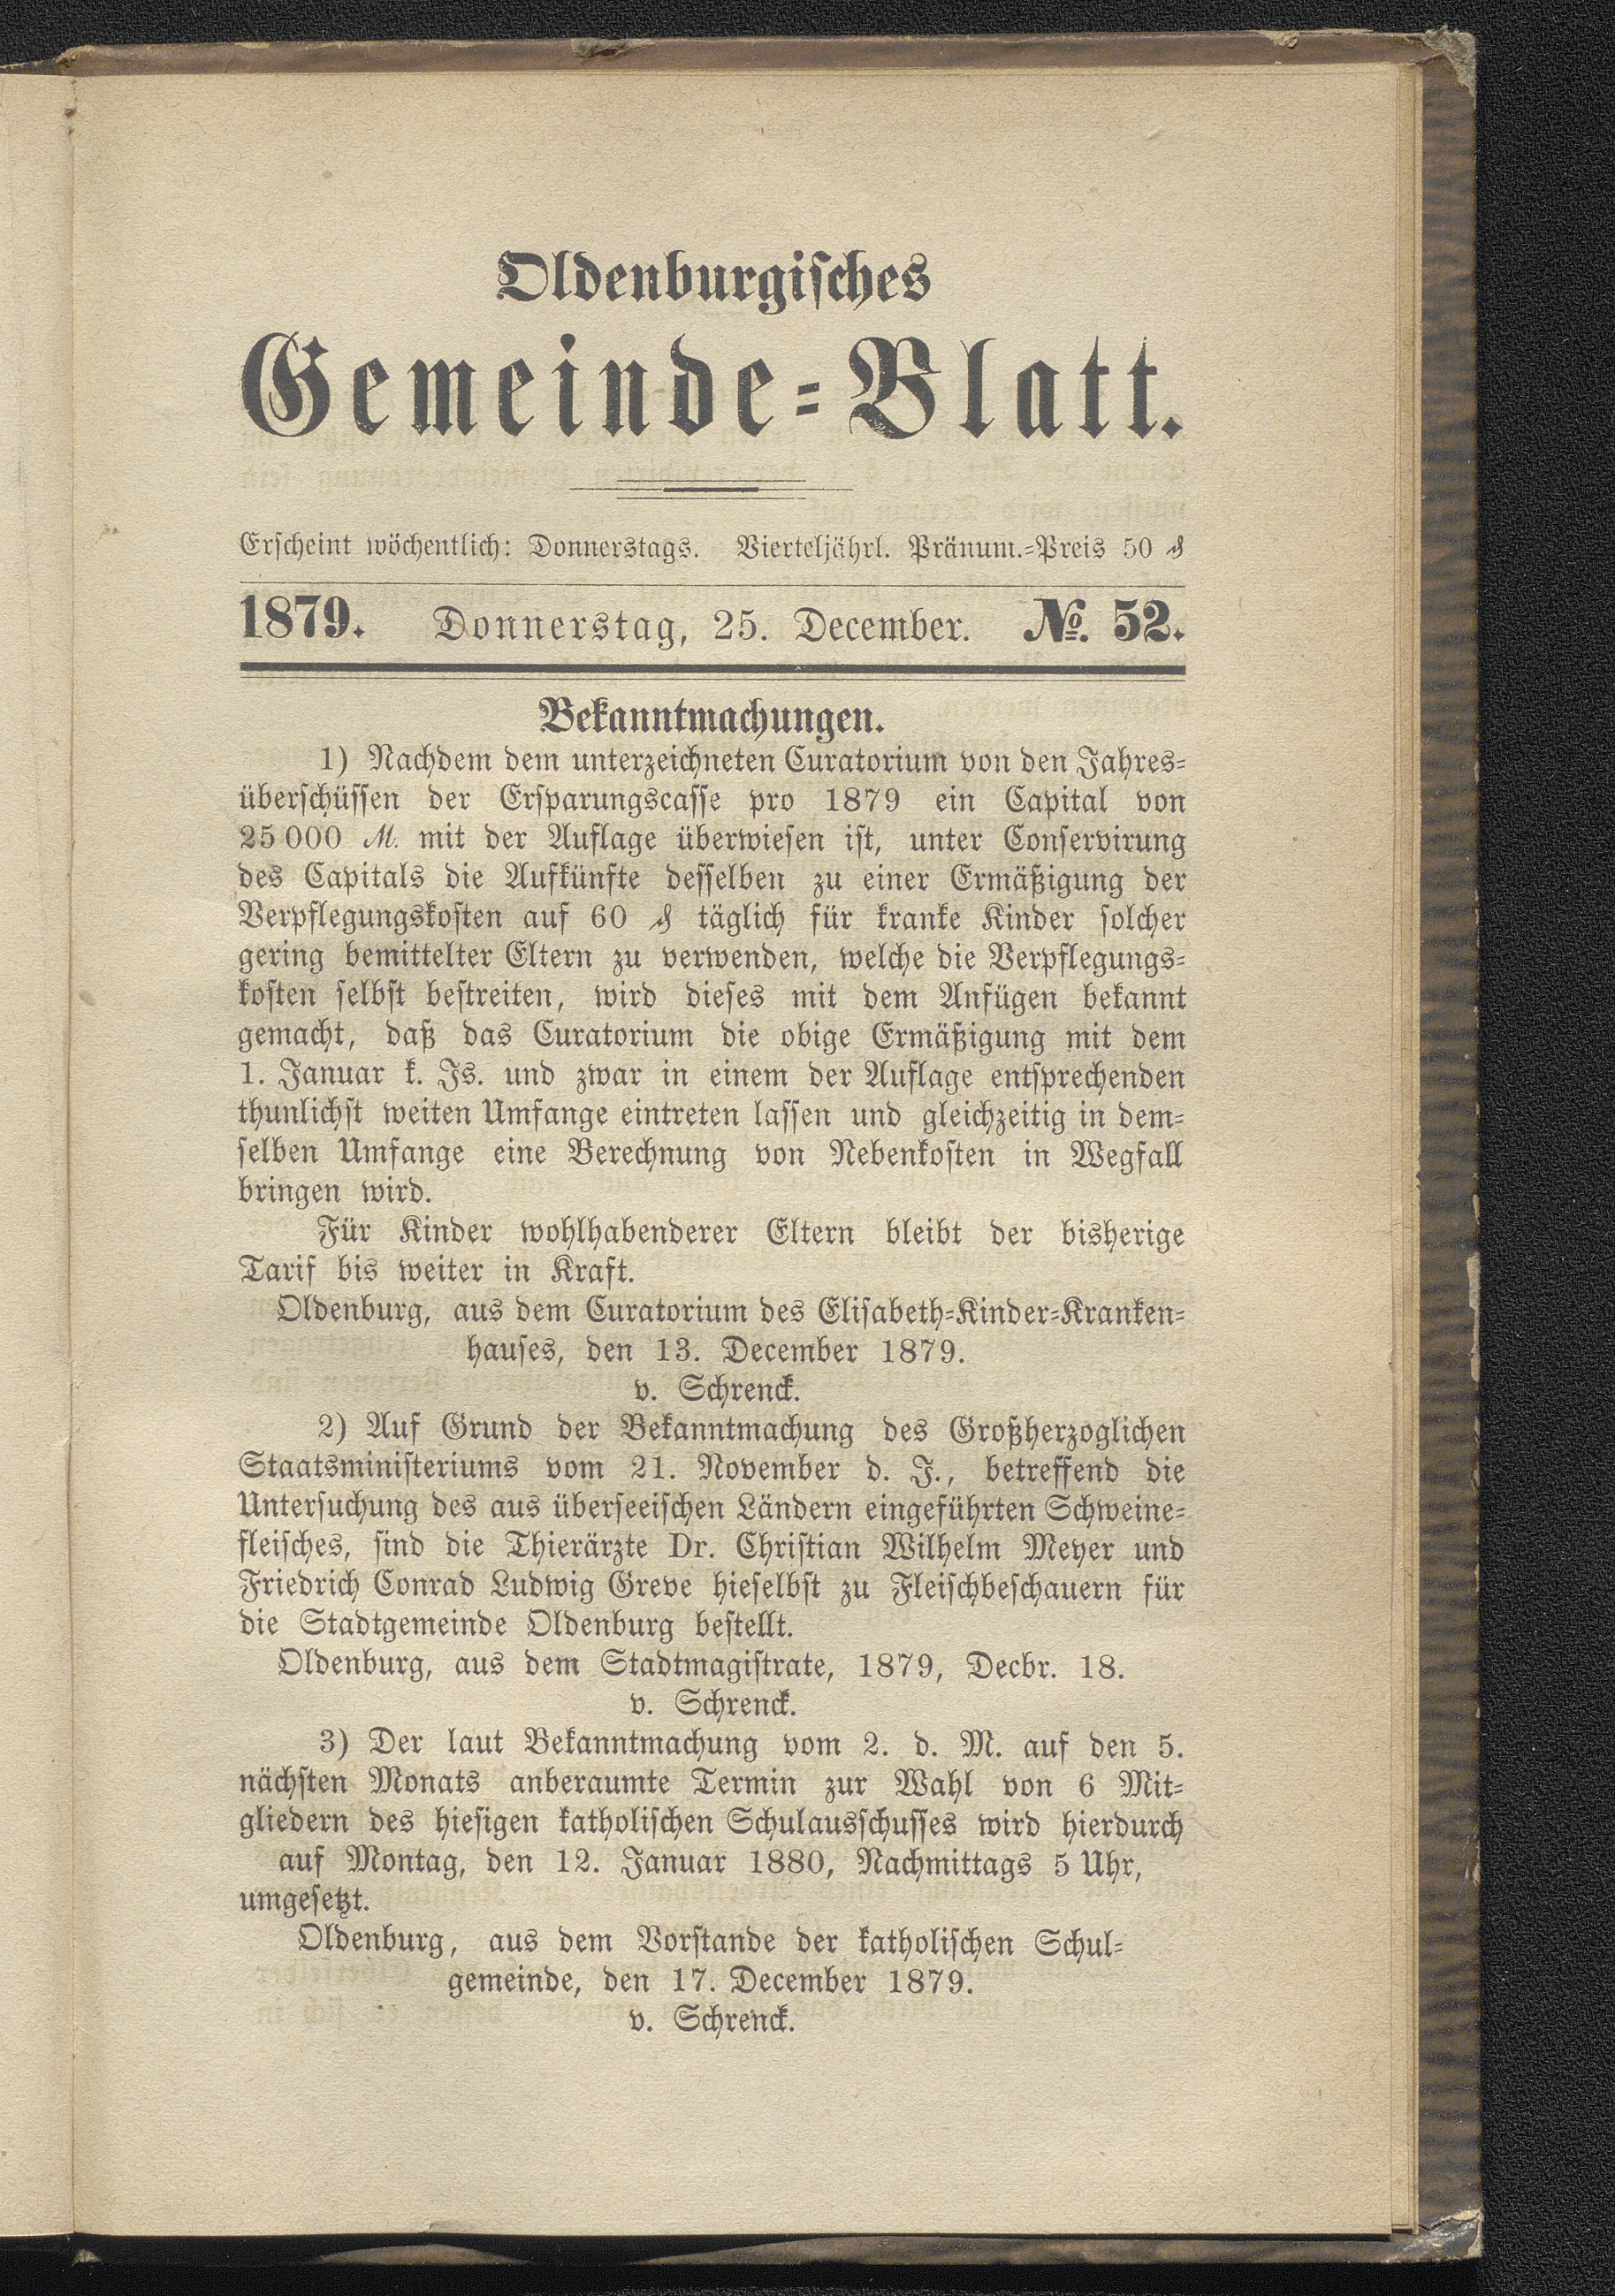 Oldenburgisches
Gemeinde-Blatt.
Erscheint wöchentlich: Donnerstags. Vierteljährl. Pränum.-Preis 50 ₰
1879. Donnerstag, 25. December. №. 52.
Bekanntmachungen.
1) Nachdem dem unterzeichneten Curatorium von den Jahres-
überschüssen der Ersparungscasse pro 1879 ein Capital von
25 000 M. mit der Auflage überwiesen ist, unter Conservirung
des Capitals die Aufkünfte desselben zu einer Ermäßigung der
Verpflegungskosten auf 60 ₰ täglich für kranke Kinder solcher
gering bemittelter Eltern zu verwenden, welche die Verpflegungs-
kosten selbst bestreiten, wird dieses mit dem Anfügen bekannt
gemacht, daß das Curatorium die obige Ermäßigung mit dem
1. Januar k. Js. und zwar in einem der Auflage entsprechenden
thunlichst weiten Umfange eintreten lassen und gleichzeitig in dem-
selben Umfange eine Berechnung von Nebenkosten in Wegfall
bringen wird.
Für Kinder wohlhabenderer Eltern bleibt der bisherige
Tarif bis weiter in Kraft.
Oldenburg, aus dem Curatorium des Elisabeth-Kinder-Kranken-
hauses, den 13. December 1879.
v. Schrenck.
2) Auf Grund der Bekanntmachung des Großherzoglichen
Staatsministeriums vom 21. November d. J., betreffend die
Untersuchung des aus überseeischen Ländern eingeführten Schweine-
fleisches, sind die Thierärzte Dr. Christian Wilhelm Meyer und
Friedrich Conrad Ludwig Greve hieselbst zu Fleischbeschauern für
die Stadtgemeinde Oldenburg bestellt.
Oldenburg, aus dem Stadtmagistrate, 1879, Decbr. 18.
v. Schrenck.
3) Der laut Bekanntmachung vom 2. d. M. auf den 5.
nächsten Monats anberaumte Termin zur Wahl von 6 Mit-
gliedern des hiesigen katholischen Schulausschusses wird hierdurch
auf Montag, den 12. Januar 1880, Nachmittags 5 Uhr,
umgesetzt.
Oldenburg, aus dem Vorstande der katholischen Schul-
gemeinde, den 17. December 1879.
v. Schrenck.